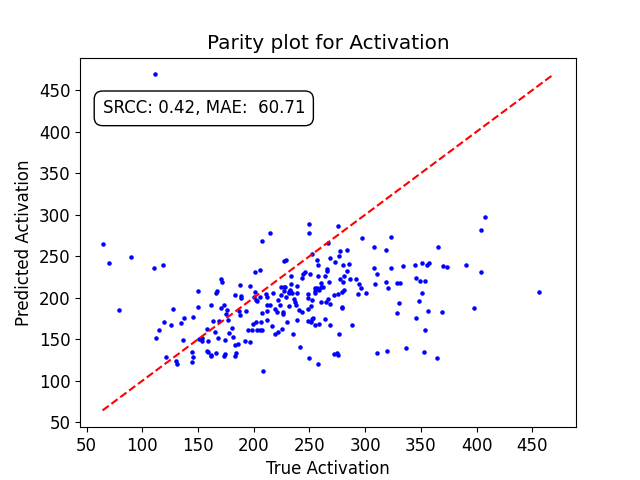 Parity plot for Activation
SRCC: 0.42, MAE:  60.71
Predicted Activation
450
400
350
300
250
200
150
100
50
50 100 150 200 250 300 350 400 450
True Activation